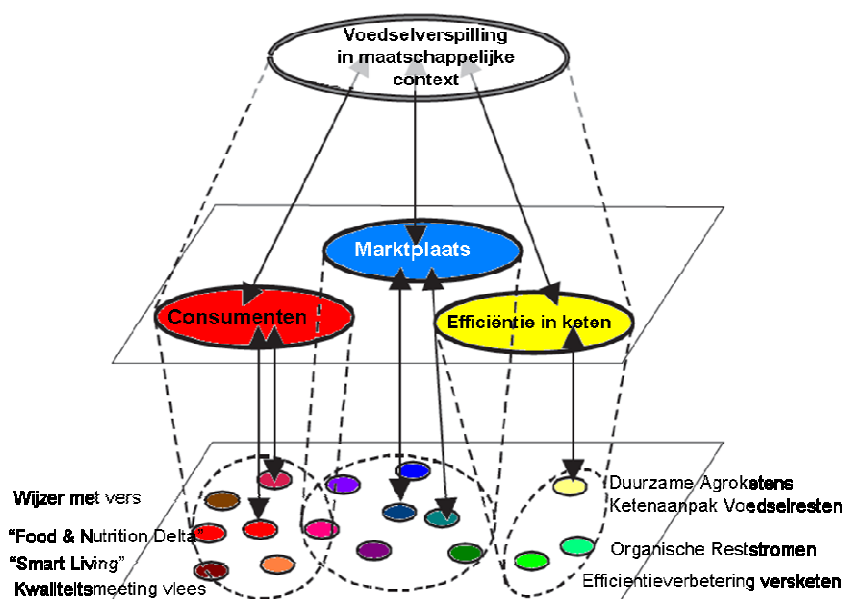 Voedselverspilling
in maatschappelijke
context
Marktplaats
Consumenten
Efficiëntie in keten
Wijzer met vers
“Food & Nutrition Delta”
“Smart Living”
Kwaliteitsmeeting vlees
Duurzame Agroketens
Ketenaanpak Voedselresten
Organische Reststromen
Efficientieverbetering versketen